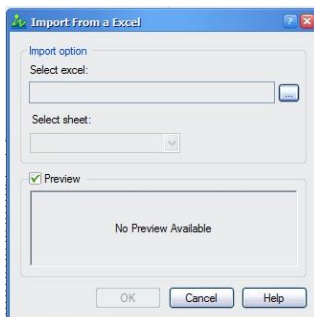 Import From a Excel
Import option
Select excel:
...
Select sheet:
Preview
No Preview Available
OK Cancel Help